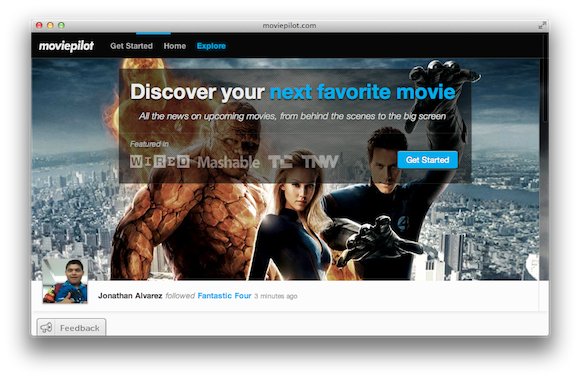 moviepilot.com
moviepilot Get Started Home Explore
Discover your next favorite movie
All the news on upcoming movies, from behind the scenes to the big screen
Featured in
WIRED Mashable TC TNW
Get Started
Jonathan Alvarez followed Fantastic Four 3 minutes ago
Feedback